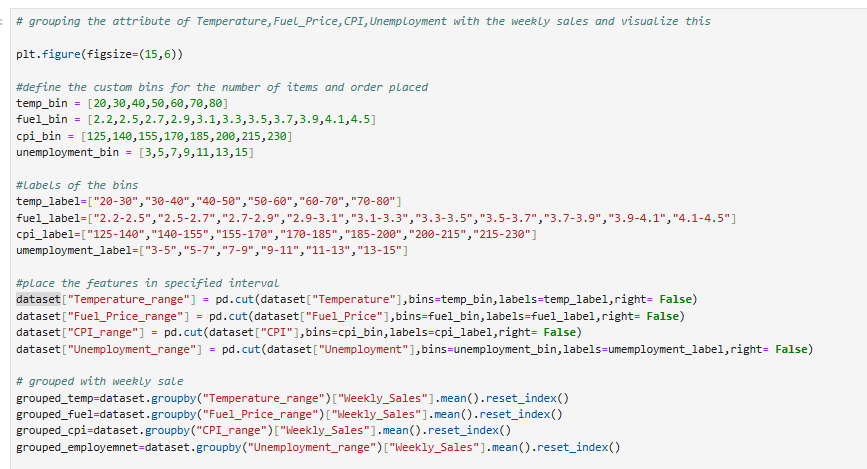 # grouping the attribute of Temperature,Fuel_Price,CPI,Unemployment with the weekly sales and visualize this
plt.figure(figsize=(15,6))
#define the custom bins for the number of items and order placed
temp_bin = [20,30,40,50,60,70,80]
fuel_bin = [2.2,2.5,2.7,2.9,3.1,3.3,3.5,3.7,3.9,4.1,4.5]
cpi_bin = [125,140,155,170,185,200,215,230]
unemployment_bin = [3,5,7,9,11,13,15]
#labels of the bins
temp_label=["20-30","30-40","40-50","50-60","60-70","70-80"]
fuel_label=["2.2-2.5","2.5-2.7","2.7-2.9","2.9-3.1","3.1-3.3","3.3-3.5","3.5-3.7","3.7-3.9","3.9-4.1","4.1-4.5"]
cpi_label=["125-140","140-155","155-170","170-185","185-200","200-215","215-230"]
umemployment_label=["3-5","5-7","7-9","9-11","11-13","13-15"]
#place the features in specified interval
dataset["Temperature_range"] = pd.cut(dataset["Temperature"],bins=temp_bin,labels=temp_label,right= False)
dataset["Fuel_Price_range"] = pd.cut(dataset["Fuel_Price"],bins=fuel_bin,labels=fuel_label,right= False)
dataset["CPI_range"] = pd.cut(dataset["CPI"],bins=cpi_bin,labels=cpi_label,right= False)
dataset["Unemployment_range"] = pd.cut(dataset["Unemployment"],bins=unemployment_bin,labels=umemployment_label,right= False)
# grouped with weekly sale
grouped_temp=dataset.groupby("Temperature_range")["Weekly_Sales"].mean().reset_index()
grouped_fuel=dataset.groupby("Fuel_Price_range")["Weekly_Sales"].mean().reset_index()
grouped_cpi=dataset.groupby("CPI_range")["Weekly_Sales"].mean().reset_index()
grouped_employemnet=dataset.groupby("Unemployment_range")["Weekly_Sales"].mean().reset_index()